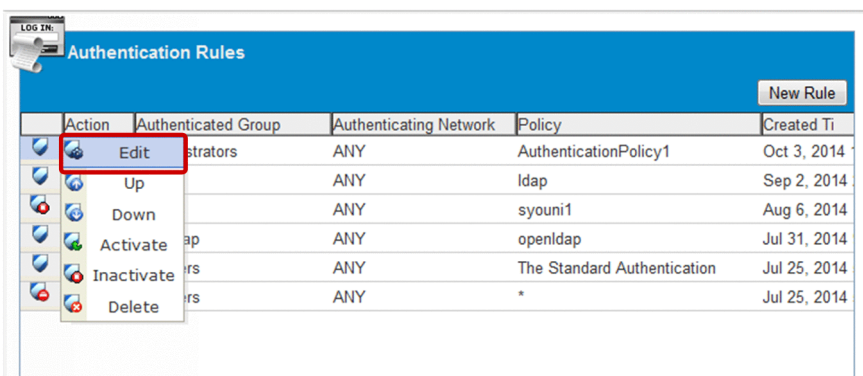 LOG IN:
Authentication Rules
New Rule
Action Authenticated Group Authenticating Network Policy Created Ti
Edit strators ANY AuthenticationPolicy1 Oct 3, 2014
Up ANY ldap Sep 2, 2014
Down ANY syouni1 Aug 6, 2014
Activate ap ANY openldap Jul 31, 2014
Inactivate rs ANY The Standard Authentication Jul 25, 2014
Delete rs ANY * Jul 25, 2014